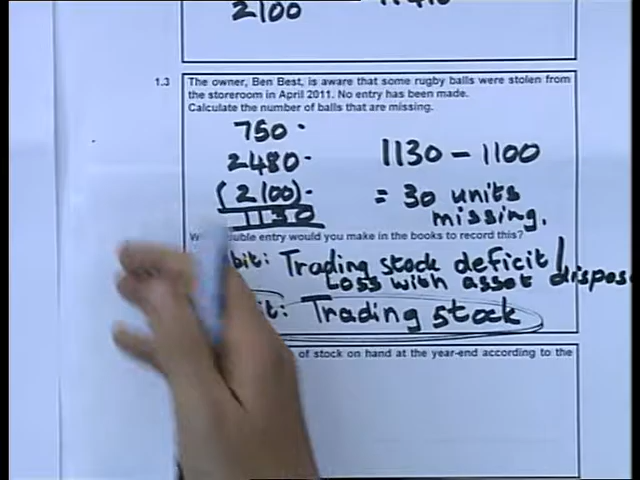 2100
1.3 The owner, Ben Best, is aware that some rugby balls were stolen from
the storeroom in April 2011. No entry has been made.
Calculate the number of balls that are missing.
750
2480
(2100)
1130
1130 - 1100
= 30 units
missing.
double entry would you make in the books to record this?
bit: Trading stock deficit/
Loss with asset dispos
it: Trading stock
of stock on hand at the year-end according to the